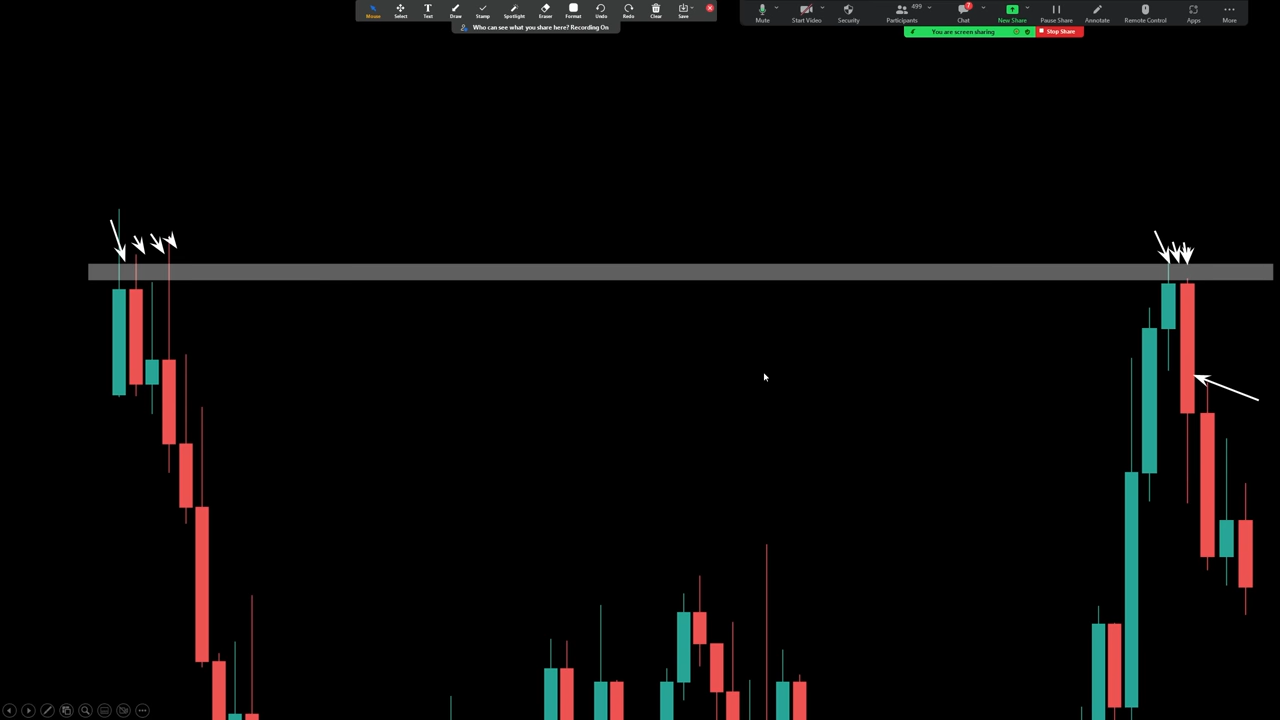 Mouse Select Text Draw Stamp Spotlight Eraser Format Undo Redo Clear Save
Who can see what you share here? Recording On
499 7
Mute Start Video Security Participants Chat New Share Pause Share Annotate Remote Control Apps More
You are screen sharing Stop Share